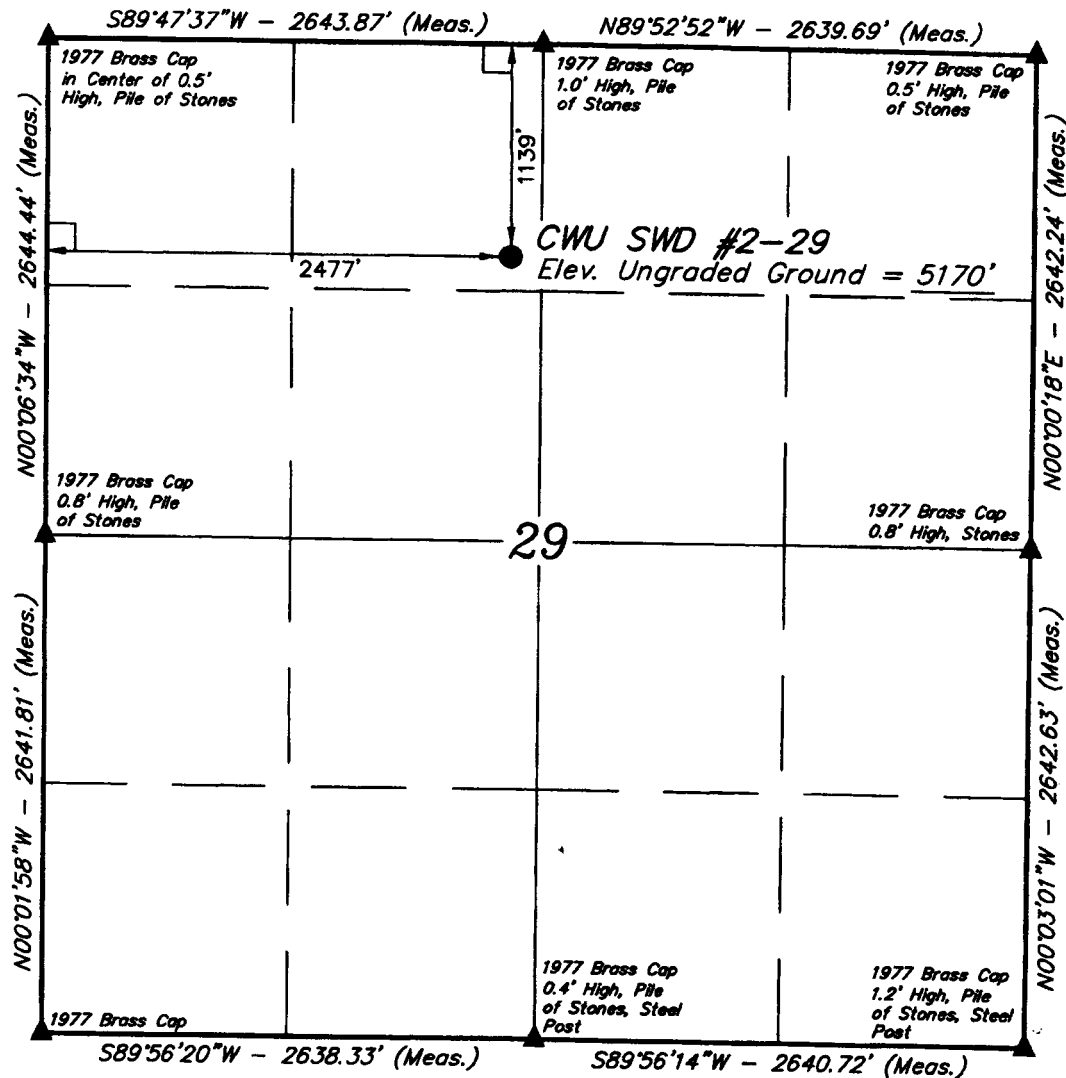 S89°47'37"W - 2643.87' (Meas.)
N89°52'52"W - 2639.69' (Meas.)
1977 Brass Cap
in Center of 0.5'
High, Pile of Stones
1977 Brass Cap
1.0' High, Pile
of Stones
1977 Brass Cap
0.5' High, Pile
of Stones
N00°06'34"W - 2644.44' (Meas.)
1139'
N00°00'18"E - 2642.24' (Meas.)
CWU SWD #2-29
Elev. Ungraded Ground = 5170'
2477'
1977 Brass Cap
0.8' High, Pile
of Stones
29
1977 Brass Cap
0.8' High, Stones
N00°01'58"W - 2641.81' (Meas.)
N00°03'01"W - 2642.63' (Meas.)
1977 Brass Cap
1977 Brass Cap
0.4' High, Pile
of Stones, Steel
Post
1977 Brass Cap
1.2' High, Pile
of Stones, Steel
Post
S89°56'20"W - 2638.33' (Meas.)
S89°56'14"W - 2640.72' (Meas.)